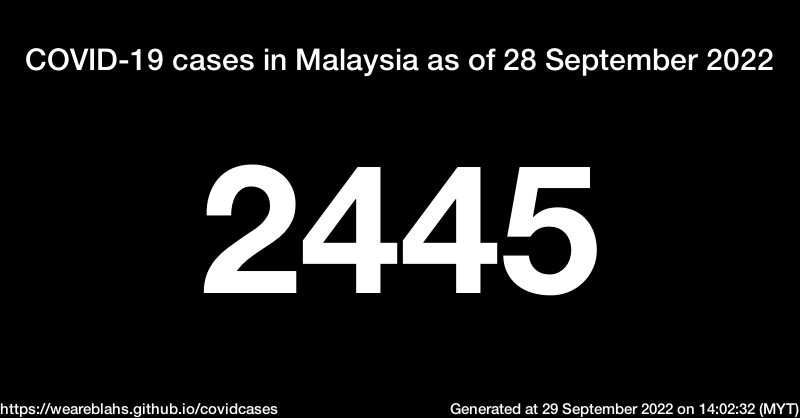 COVID-19 cases in Malaysia as of 28 September 2022
2445
https://weareblahs.github.io/covidcases
Generated at 29 September 2022 on 14:02:32 (MYT)